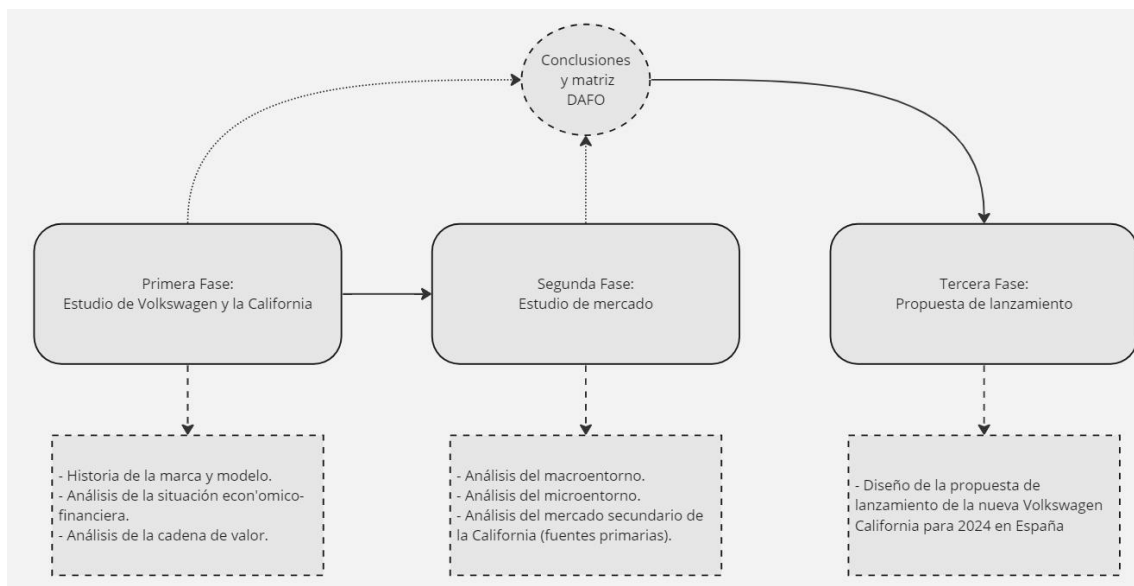 Conclusiones
y matriz
DAFO
Primera Fase:
Estudio de Volkswagen y la California
Segunda Fase:
Estudio de mercado
Tercera Fase:
Propuesta de lanzamiento
- Historia de la marca y modelo.
- Análisis de la situación econ'omico-
financiera.
- Análisis de la cadena de valor.
- Análisis del macroentorno.
- Análisis del microentorno.
- Análisis del mercado secundario de
la California (fuentes primarias).
- Diseño de la propuesta de
lanzamiento de la nueva Volkswagen
California para 2024 en España